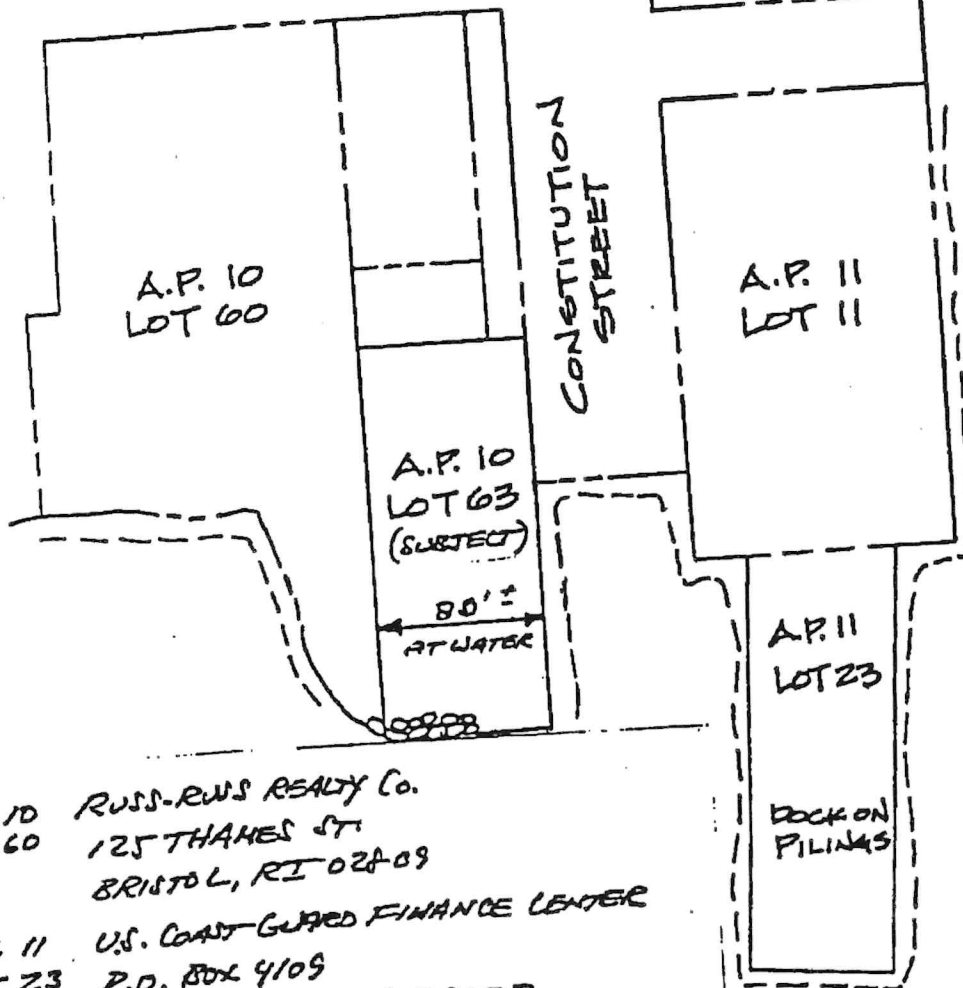 A.P. 10
LOT 60
CONSTITUTION
STREET
A.P. 11
LOT 11
A.P. 10
LOT 63
(SUBJECT)
80'±
AT WATER
A.P. 11
LOT 23
DOCK ON
PILINGS
10 RUSS-RUSS REALTY CO.
60 125 THAMES ST.
BRISTOL, RI 02809
11 U.S. COAST GUARD FINANCE CENTER
23 P.O. BOX 4109